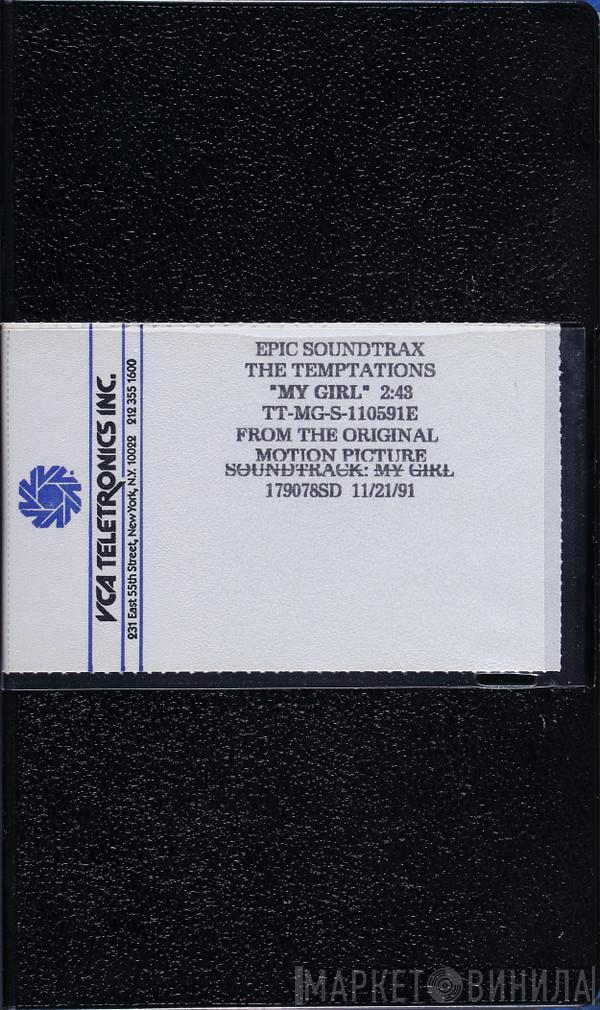 EPIC SOUNDTRAX
THE TEMPTATIONS
"MY GIRL" 2:43
TT-MG-S-110591E
FROM THE ORIGINAL
MOTION PICTURE
SOUNDTRACK: MY GIRL
179078SD 11/21/91
VCA TELETRONICS INC.
231 East 55th Street, New York, N.Y. 10022 212 355 1600
МАРКЕТ ВИНИЛА